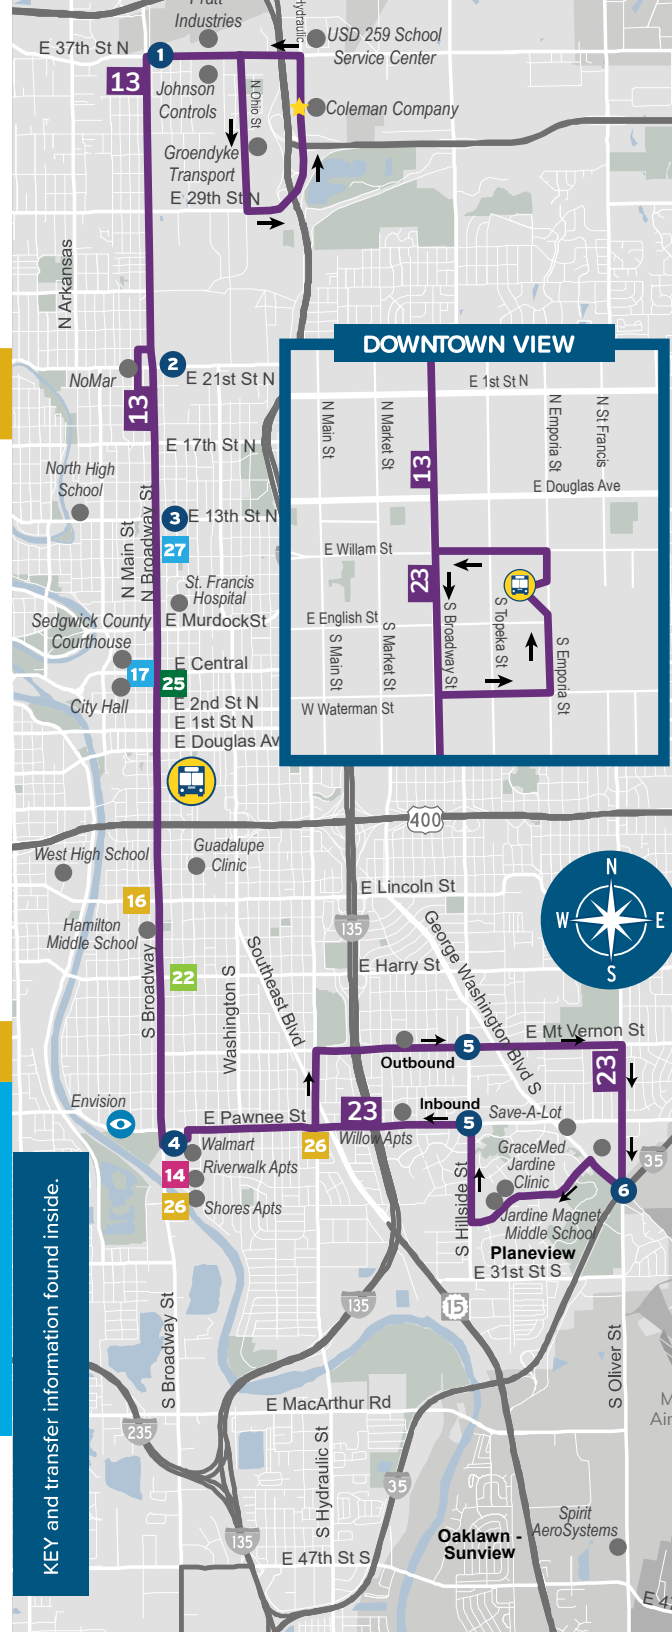 Pratt
Industries
Hydraulic
E 37th St N
1
USD 259 School
Service Center
13
Johnson
Controls
N Ohio St
Coleman Company
Groendyke
Transport
E 29th St N
N Arkansas
DOWNTOWN VIEW
E 1st St N
N Main St
N Market St
N Emporia St
N St Francis
13
E Douglas Ave
E Willam St
23
S Broadway St
S Topeka St
E English St
S Main St
S Market St
S Emporia St
W Waterman St
NoMar
2
E 21st St N
13
E 17th St N
North High
School
N Main St
N Broadway St
3
E 13th St N
27
St. Francis
Hospital
Sedgwick County
Courthouse
E MurdockSt
17
E Central
25
City Hall
E 2nd St N
E 1st St N
E Douglas Av
400
West High School
Guadalupe
Clinic
E Lincoln St
N
W
E
S
16
135
Hamilton
Middle School
S Broadway
Washington S
Southeast Blvd
George Washington Blvd S
E Harry St
22
E Mt Vernon St
5
Outbound
23
Envision
E Pawnee St
23
Inbound
5
Save-A-Lot
4
Walmart
26
Willow Apts
GraceMed
Jardine
Clinic
35
14
Riverwalk Apts
6
26
Shores Apts
S Hillside St
Jardine Magnet
Middle School
Planeview
E 31st St S
KEY and transfer information found inside.
135
15
S Broadway St
S Oliver St
E MacArthur Rd
M
Air
235
S Hydraulic St
35
Spirit
AeroSystems
135
Oaklawn -
Sunview
E 47th St S
E 47